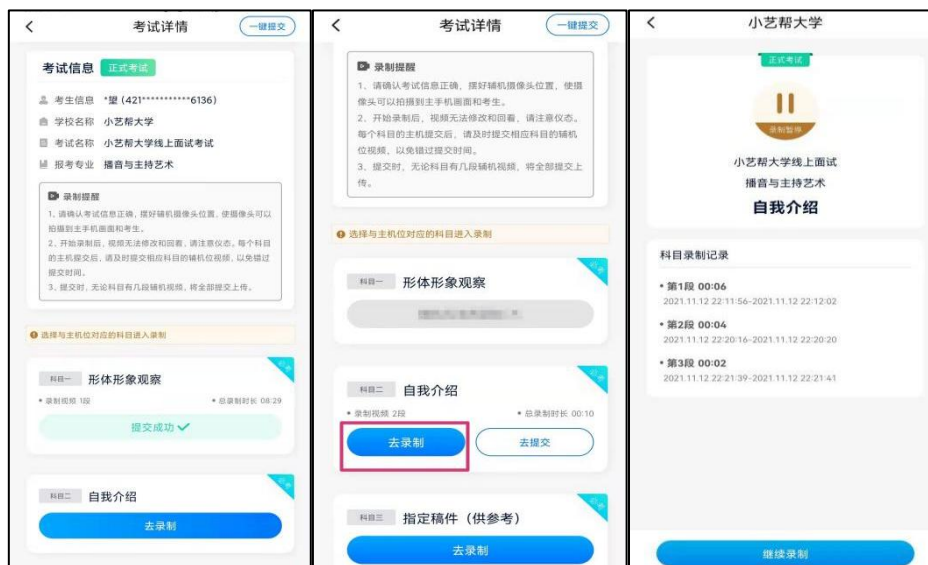 考试详情
一键提交
考试信息 正式考试
考生信息 *望 (421***********6136)
学校名称 小艺帮大学
考试名称 小艺帮大学线上面试考试
报考专业 播音与主持艺术
录制提醒
1、请确认考试信息正确，摆好辅机摄像头位置，使摄像头可以
拍摄到主手机画面和考生。
2、开始录制后，视频无法修改和回看，请注意仪态。每个科目
的主机提交后，请及时提交相应科目的辅机位视频，以免错过
提交时间。
3、提交时，无论科目有几段辅机视频，将全部提交上传。
选择与主机位对应的科目进入录制
必考
科目一 形体形象观察
• 录制视频 1段 • 总录制时长 08:29
提交成功
必考
科目二 自我介绍
去录制
考试详情
一键提交
录制提醒
1、请确认考试信息正确，摆好辅机摄像头位置，使摄
像头可以拍摄到主手机画面和考生。
2、开始录制后，视频无法修改和回看，请注意仪态。
每个科目的主机提交后，请及时提交相应科目的辅机
位视频，以免错过提交时间。
3、提交时，无论科目有几段辅机视频，将全部提交上
传。
选择与主机位对应的科目进入录制
必考
科目一 形体形象观察
必考
科目二 自我介绍
• 录制视频 2段 • 总录制时长 00:10
去录制 去提交
必考
科目三 指定稿件（供参考）
去录制
小艺帮大学
正式考试
录制暂停
小艺帮大学线上面试
播音与主持艺术
自我介绍
科目录制记录
• 第1段 00:06
2021.11.12 22:11:56-2021.11.12 22:12:02
• 第2段 00:04
2021.11.12 22:20:16-2021.11.12 22:20:20
• 第3段 00:02
2021.11.12 22:21:39-2021.11.12 22:21:41
继续录制